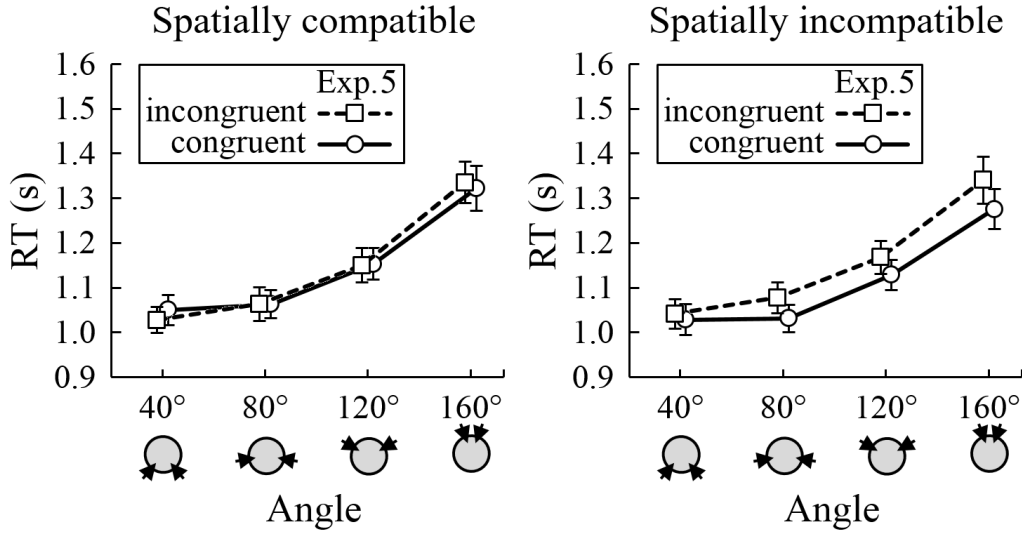 Spatially compatible
RT (s)
1.6
1.5
1.4
1.3
1.2
1.1
1.0
0.9
Exp.5
incongruent
congruent
40° 80° 120° 160°
Angle
Spatially incompatible
RT (s)
1.6
1.5
1.4
1.3
1.2
1.1
1.0
0.9
Exp.5
incongruent
congruent
40° 80° 120° 160°
Angle